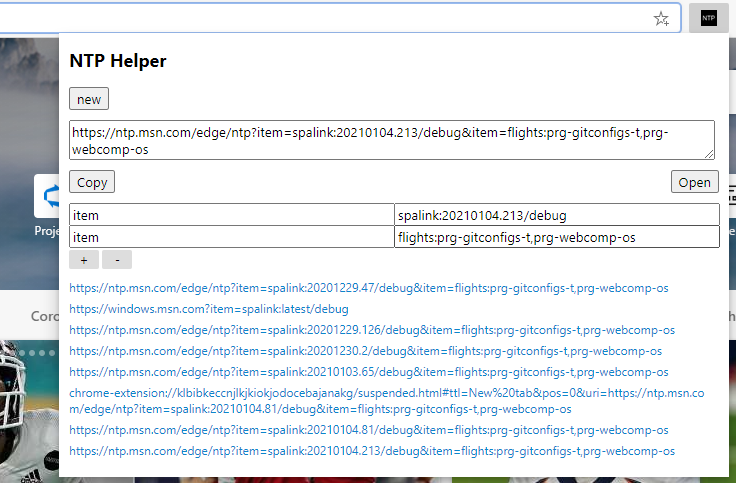 NTP
NTP Helper
new
https://ntp.msn.com/edge/ntp?item=spalink:20210104.213/debug&item=flights:prg-gitconfigs-t,prg-
webcomp-os
Copy
Open
item
spalink:20210104.213/debug
item
flights:prg-gitconfigs-t,prg-webcomp-os
+
-
https://ntp.msn.com/edge/ntp?item=spalink:20201229.47/debug&item=flights:prg-gitconfigs-t,prg-webcomp-os
https://windows.msn.com?item=spalink:latest/debug
https://ntp.msn.com/edge/ntp?item=spalink:20201229.126/debug&item=flights:prg-gitconfigs-t,prg-webcomp-os
https://ntp.msn.com/edge/ntp?item=spalink:20201230.2/debug&item=flights:prg-gitconfigs-t,prg-webcomp-os
https://ntp.msn.com/edge/ntp?item=spalink:20210103.65/debug&item=flights:prg-gitconfigs-t,prg-webcomp-os
chrome-extension://klbibkeccnjlkjkiokjodocebajanakg/suspended.html#ttl=New%20tab&pos=0&uri=https://ntp.msn.co
m/edge/ntp?item=spalink:20210104.81/debug&item=flights:prg-gitconfigs-t,prg-webcomp-os
https://ntp.msn.com/edge/ntp?item=spalink:20210104.81/debug&item=flights:prg-gitconfigs-t,prg-webcomp-os
https://ntp.msn.com/edge/ntp?item=spalink:20210104.213/debug&item=flights:prg-gitconfigs-t,prg-webcomp-os
Proje
Coro